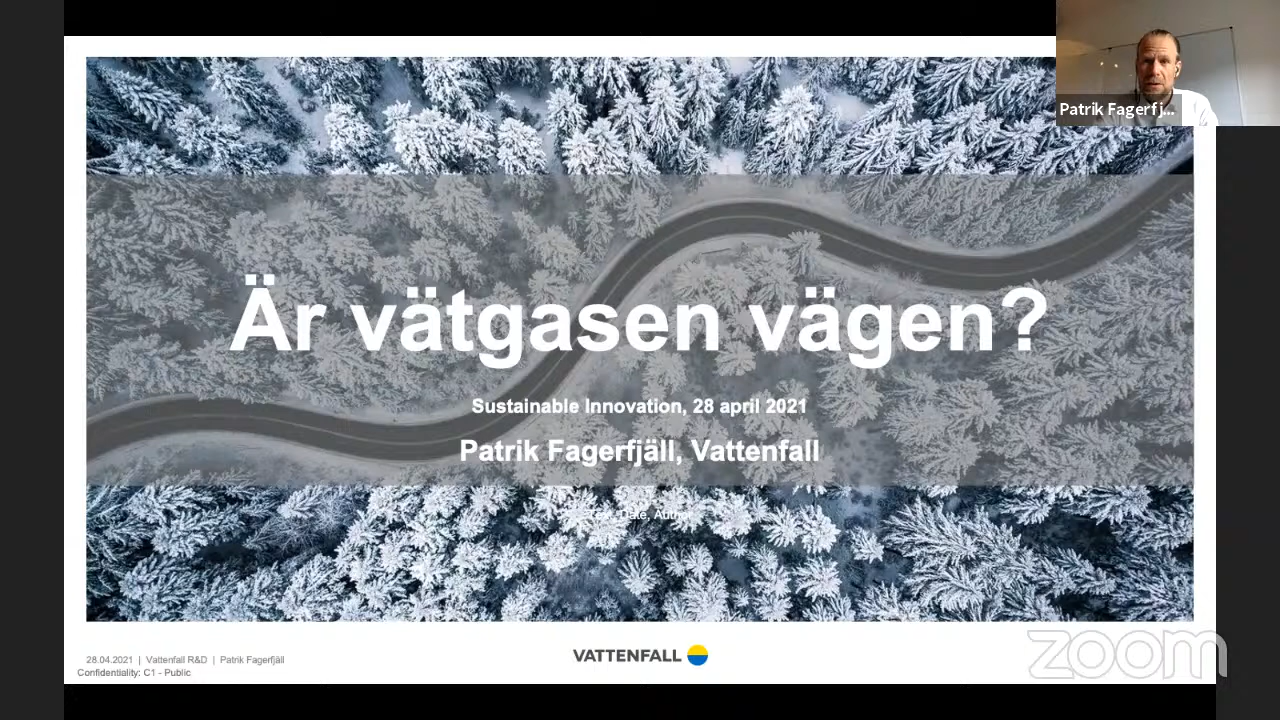 Patrik Fagerfj...
Är vätgasen vägen?
Sustainable Innovation, 28 april 2021
Patrik Fagerfjäll, Vattenfall
Text, Date, Author
28.04.2021 | Vattenfall R&D | Patrik Fagerfjäll
Confidentiality: C1 - Public
VATTENFALL
zoom